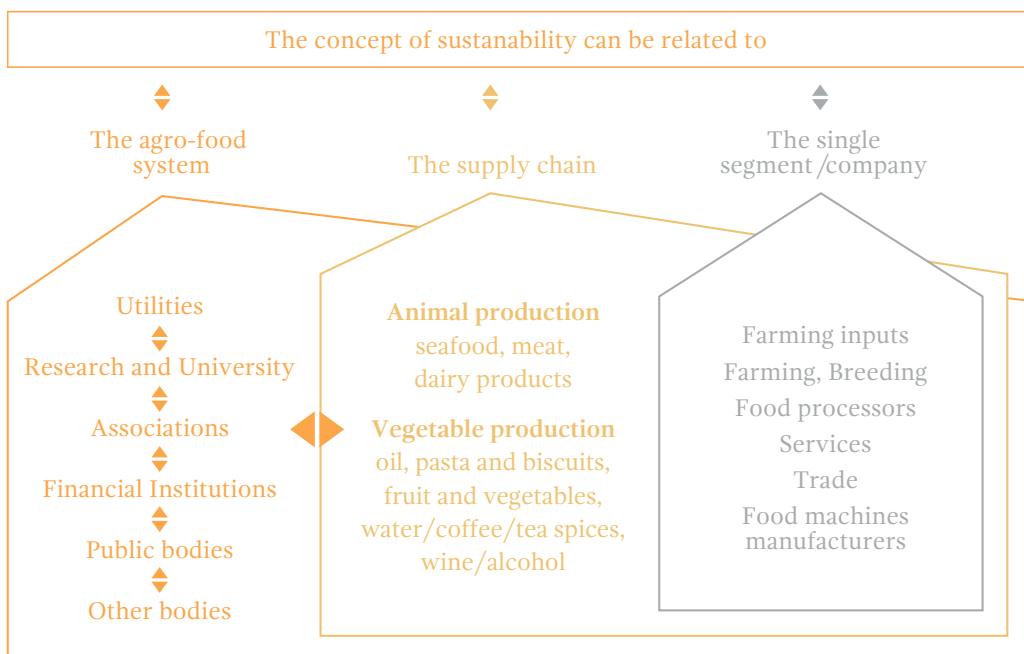 The concept of sustanability can be related to
The agro-food
system
The supply chain
The single
segment/company
Utilities
Research and University
Associations
Financial Institutions
Public bodies
Other bodies
Animal production
seafood, meat,
dairy products
Vegetable production
oil, pasta and biscuits,
fruit and vegetables,
water/coffee/tea spices,
wine/alcohol
Farming inputs
Farming, Breeding
Food processors
Services
Trade
Food machines
manufacturers